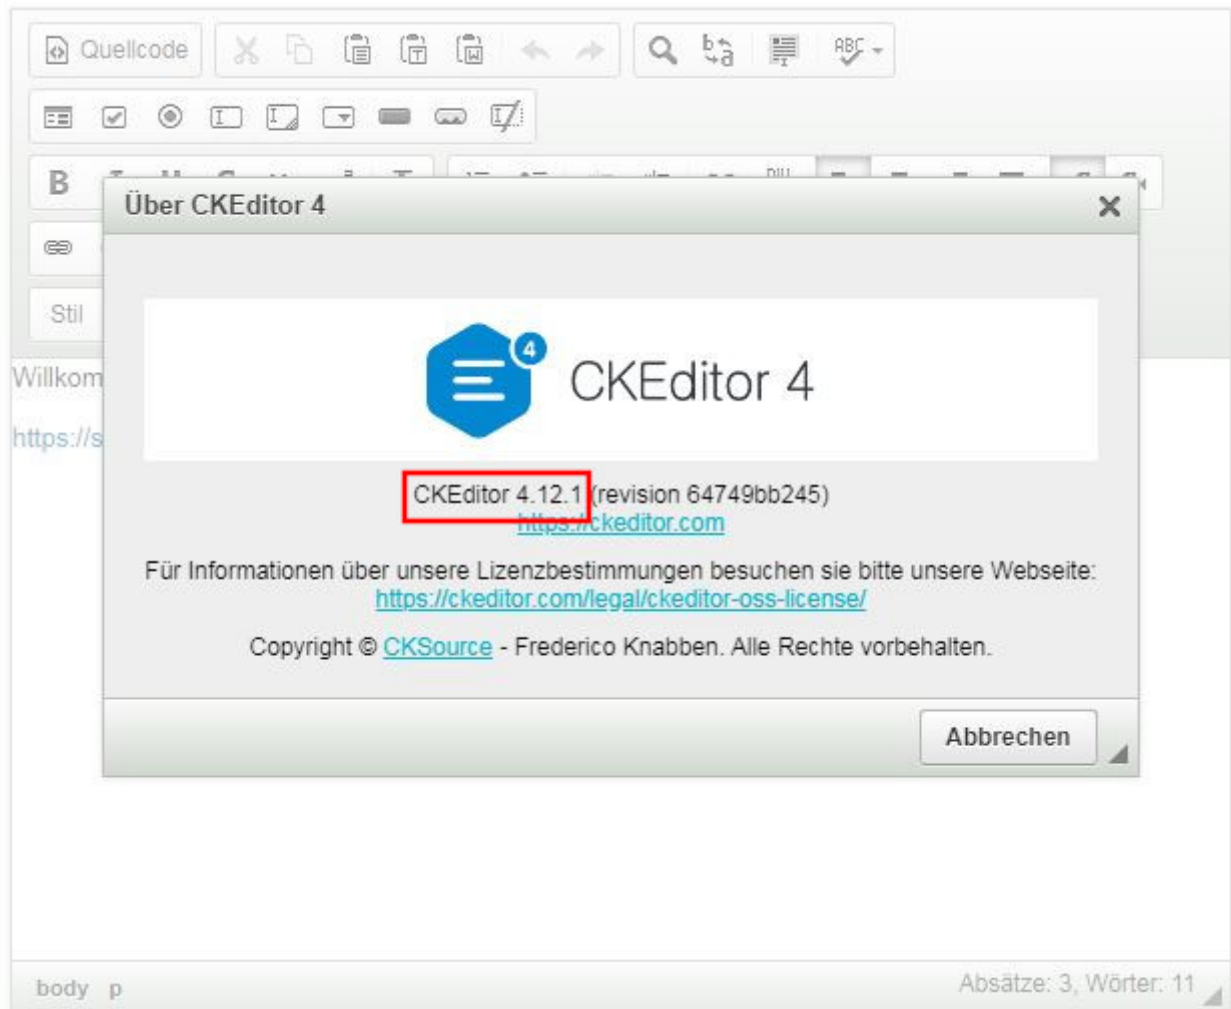 Quellcode
ABC
B
Über CKEditor 4
Stil
4
CKEditor 4
Willkom
https://s
CKEditor 4.12.1 (revision 64749bb245)
https://ckeditor.com
Für Informationen über unsere Lizenzbestimmungen besuchen sie bitte unsere Webseite:
https://ckeditor.com/legal/ckeditor-oss-license/
Copyright © CKSource - Frederico Knabben. Alle Rechte vorbehalten.
Abbrechen
body p
Absätze: 3, Wörter: 11